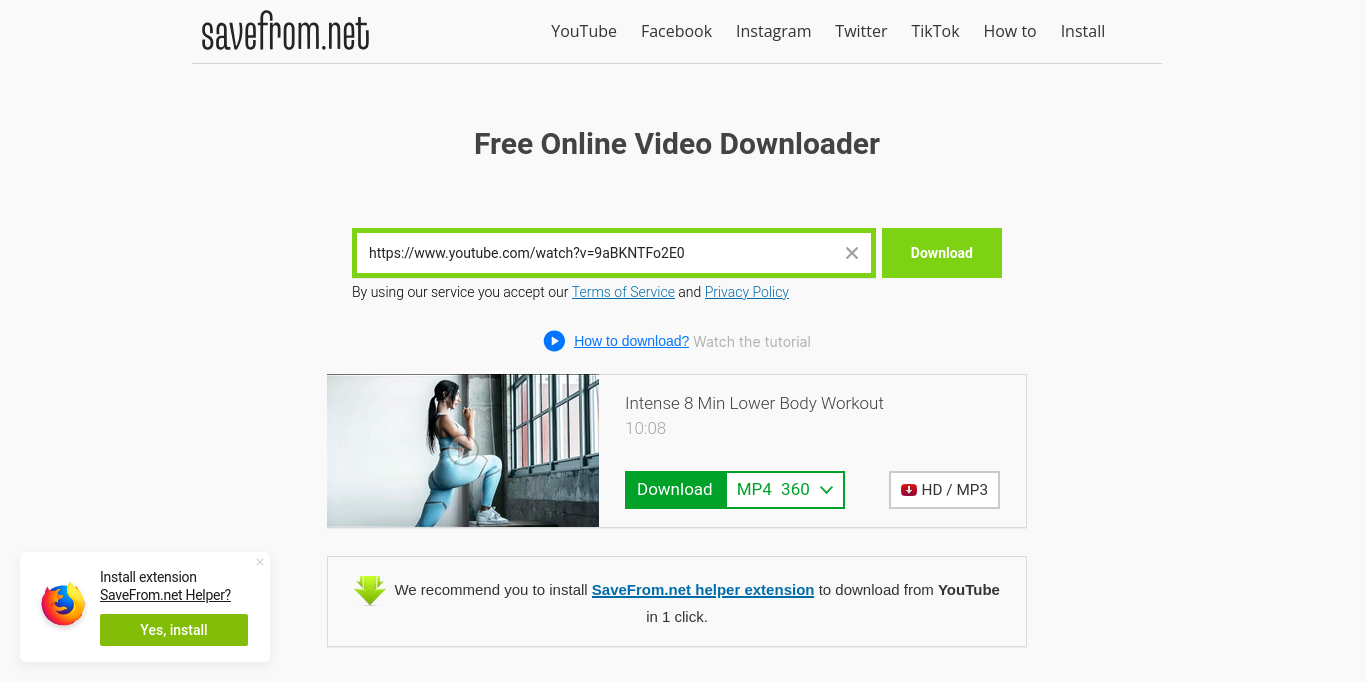 savefrom.net
YouTube Facebook Instagram Twitter TikTok How to Install
Free Online Video Downloader
https://www.youtube.com/watch?v=9aBKNTFo2E0
Download
By using our service you accept our Terms of Service and Privacy Policy
How to download? Watch the tutorial
Intense 8 Min Lower Body Workout
10:08
Download MP4 360
HD / MP3
We recommend you to install SaveFrom.net helper extension to download from YouTube
in 1 click.
Install extension
SaveFrom.net Helper?
Yes, install